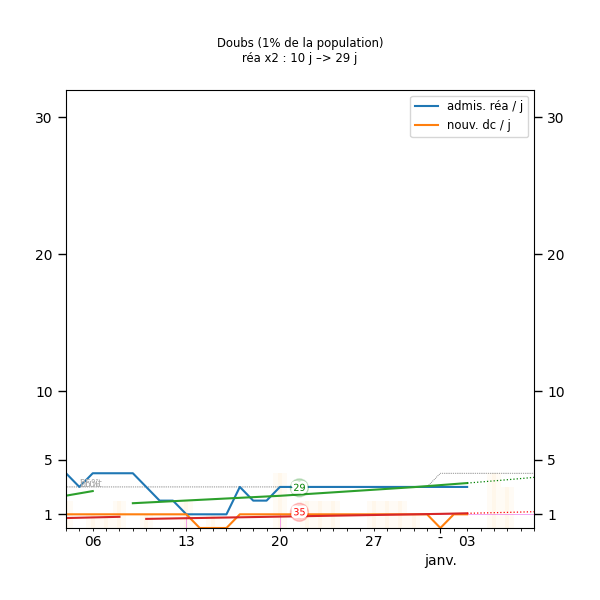 Doubs (1% de la population)
réa x2 : 10 j –> 29 j
admis. réa / j
nouv. dc / j
30 30
20 20
10 10
5 5
29
35
1 1
06 13 20 27 - 03
janv.